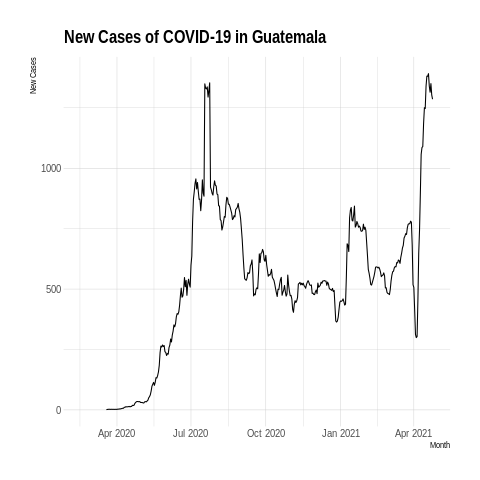 New Cases of COVID-19 in Guatemala
New Cases
1000
500
0
Apr 2020 Jul 2020 Oct 2020 Jan 2021 Apr 2021
Month